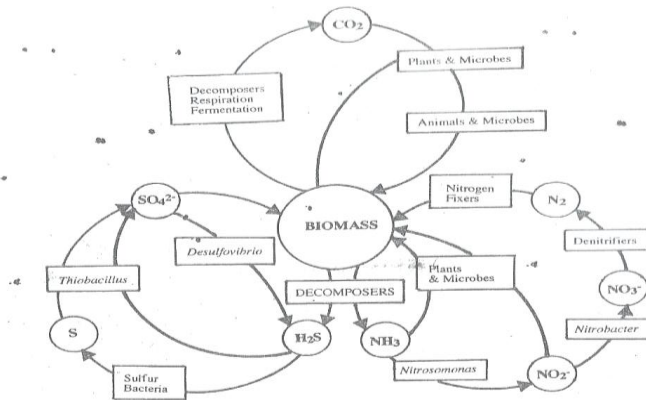 CO2
Plants & Microbes
Decomposers
Respiration
Fermentation
Animals & Microbes
SO4²⁻
Nitrogen
Fixers
N2
BIOMASS
Desulfovibrio
Denitrifiers
Thiobacillus
Plants
& Microbes
DECOMPOSERS
NO3⁻
S
H2S
NH3
Nitrobacter
Nitrosomonas
NO2⁻
Sulfur
Bacteria